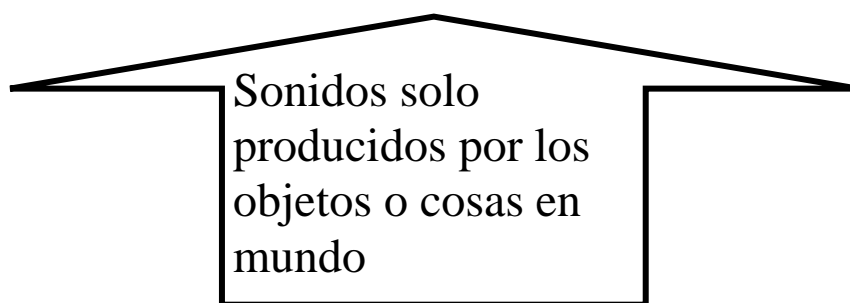 Sonidos solo
producidos por los
objetos o cosas en
mundo